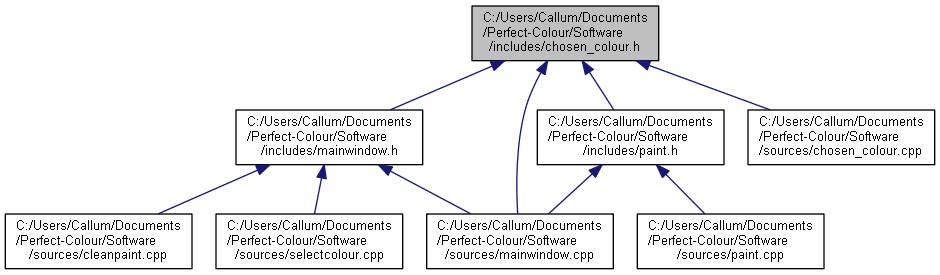 C:/Users/Callum/Documents
/Perfect-Colour/Software
/includes/chosen_colour.h
C:/Users/Callum/Documents
/Perfect-Colour/Software
/includes/mainwindow.h
C:/Users/Callum/Documents
/Perfect-Colour/Software
/includes/paint.h
C:/Users/Callum/Documents
/Perfect-Colour/Software
/sources/chosen_colour.cpp
C:/Users/Callum/Documents
/Perfect-Colour/Software
/sources/cleanpaint.cpp
C:/Users/Callum/Documents
/Perfect-Colour/Software
/sources/selectcolour.cpp
C:/Users/Callum/Documents
/Perfect-Colour/Software
/sources/mainwindow.cpp
C:/Users/Callum/Documents
/Perfect-Colour/Software
/sources/paint.cpp